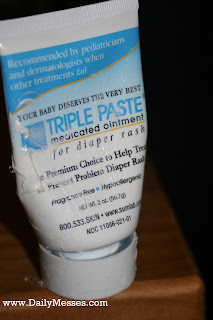 Recommended by pediatricians
and dermatologists when
other treatments fail
YOUR BABY DESERVES THE VERY BEST
TRIPLE PASTE
medicated ointment
for diaper rash
Premium Choice to Help Treat
Prevent Problem Diaper Rash
Fragrance-Free • Hypoallergenic
NET WT. 2 oz. (56.7g)
800.533.SKIN • www.sumlab.com
NDC 11086-021-01
www.DailyMesses.com